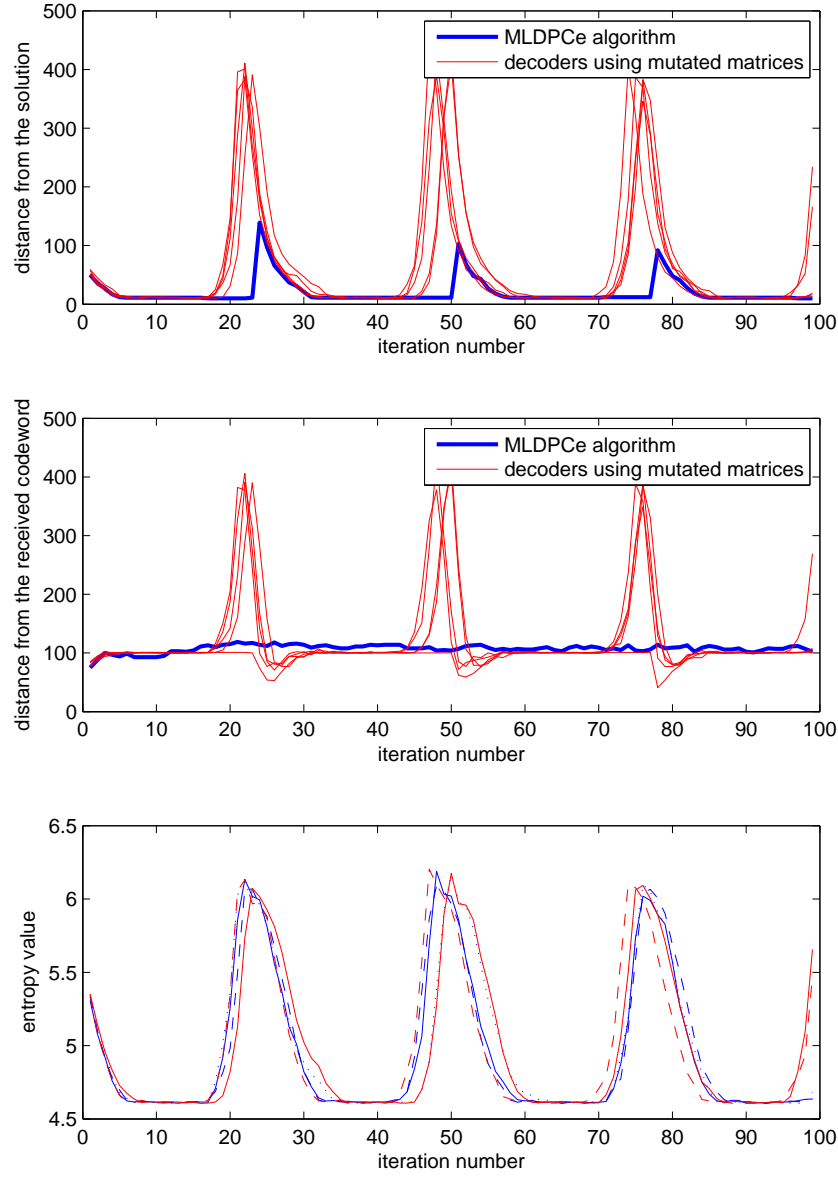 500
400
300
200
100
0
distance from the solution
MLDPCe algorithm
decoders using mutated matrices
0 10 20 30 40 50 60 70 80 90 100
iteration number
500
400
300
200
100
0
distance from the received codeword
MLDPCe algorithm
decoders using mutated matrices
0 10 20 30 40 50 60 70 80 90 100
iteration number
6.5
6
5.5
5
4.5
entropy value
0 10 20 30 40 50 60 70 80 90 100
iteration number